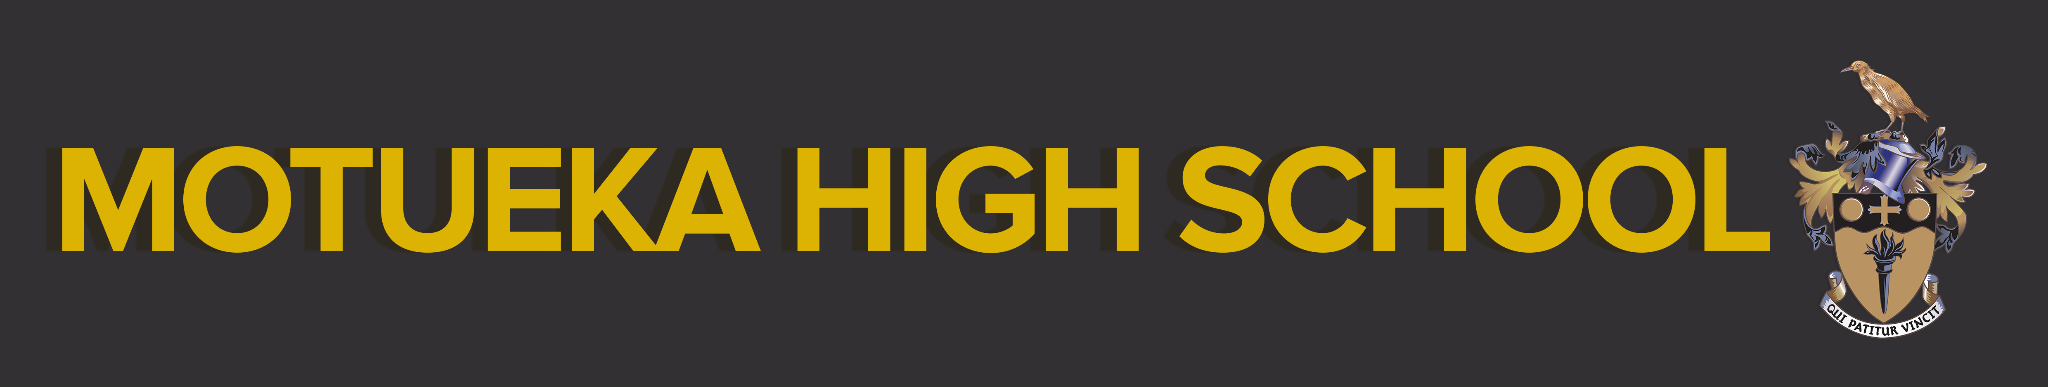 MOTUEKA HIGH SCHOOL
QUI PATITUR VINCIT